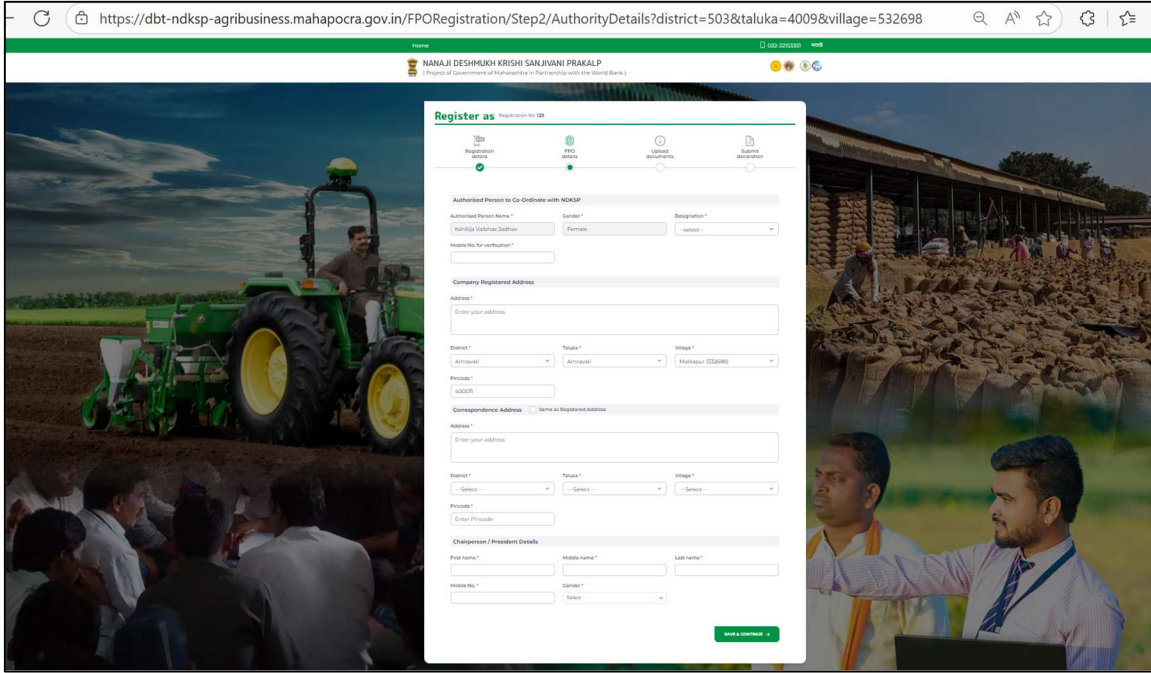 https://dbt-ndksp-agribusiness.mahapocra.gov.in/FPORegistration/Step2/AuthorityDetails?district=503&taluka=4009&village=532698
Home 022-22153351 मराठी
NANAJI DESHMUKH KRISHI SANJIVANI PRAKALP
( Project of Government of Maharashtra in Partnership with the World Bank )
Register as Registration No. 125
Registration details FPO details Upload documents Submit declaration
Authorised Person to Co-Ordinate with NDKSP
Authorised Person Name * Gender * Designation *
Kshitija Vaibhav Jadhav Female --select--
Mobile No. for verification *
Company Registered Address
Address *
Enter your address
District * Taluka * Village *
Amravati Amravati Malkapur (532698)
Pincode *
400011
Correspondence Address Same as Registered Address
Address *
Enter your address
District * Taluka * Village *
-- Select -- -- Select -- -- Select --
Pincode *
Enter Pincode
Chairperson / President Details
First name * Middle name * Last name *
Mobile No. * Gender *
Select
SAVE & CONTINUE →